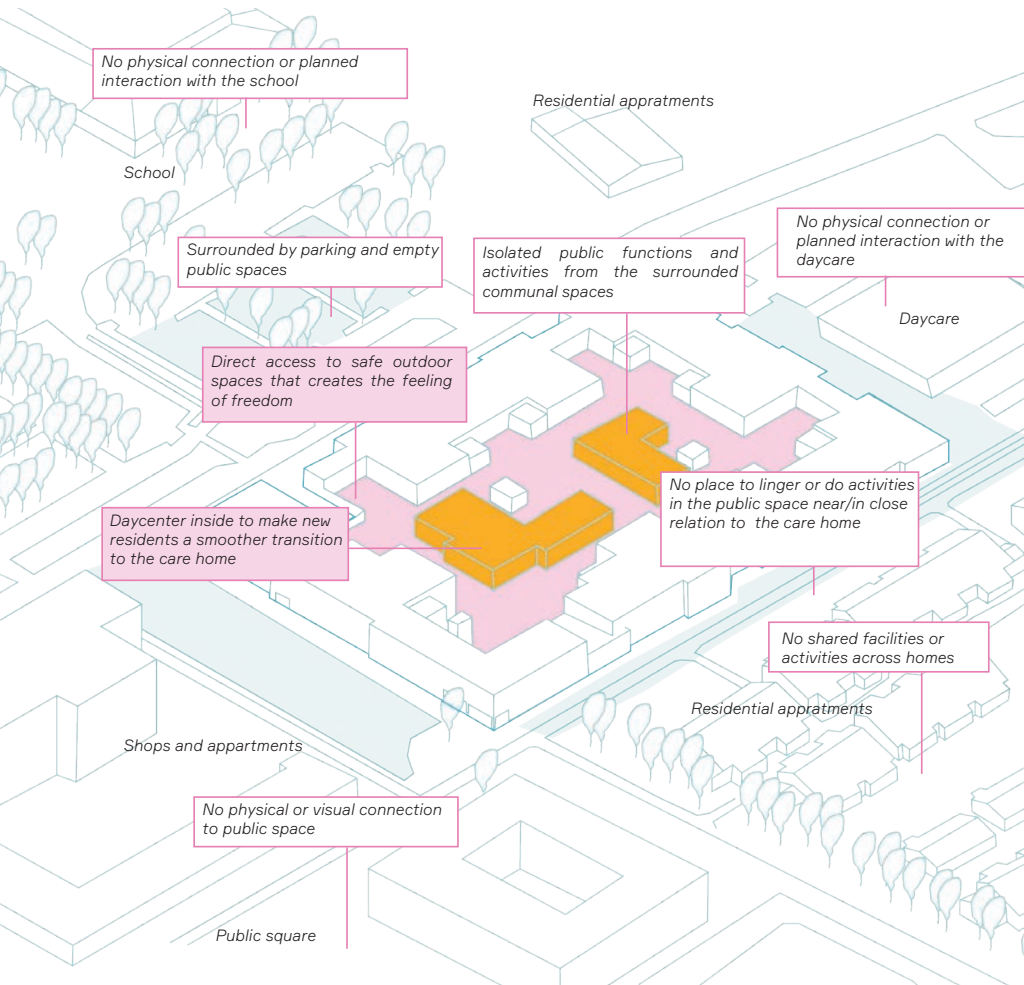 No physical connection or planned
interaction with the school
Residential appratments
School
No physical connection or
planned interaction with the
daycare
Surrounded by parking and empty
public spaces
Isolated public functions and
activities from the surrounded
communal spaces
Daycare
Direct access to safe outdoor
spaces that creates the feeling
of freedom
No place to linger or do activities
in the public space near/in close
relation to the care home
Daycenter inside to make new
residents a smoother transition
to the care home
No shared facilities or
activities across homes
Residential appratments
Shops and appartments
No physical or visual connection
to public space
Public square